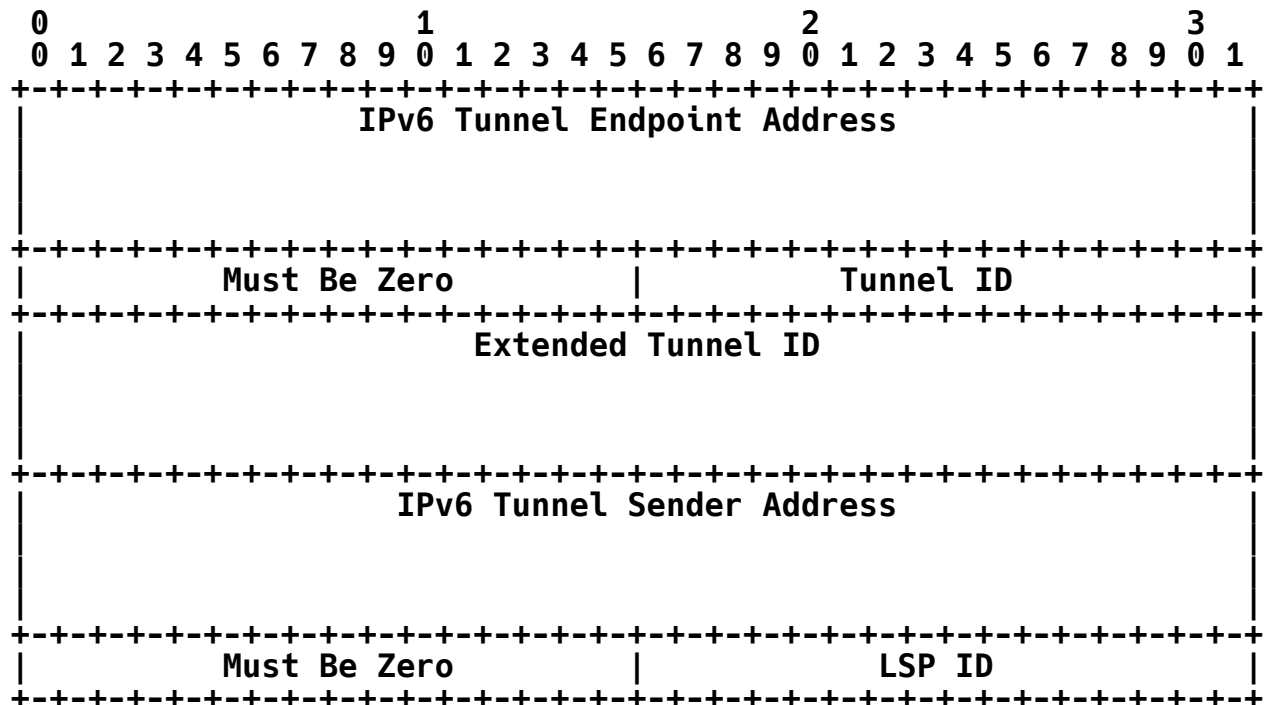 0                   1                   2                   3
 0 1 2 3 4 5 6 7 8 9 0 1 2 3 4 5 6 7 8 9 0 1 2 3 4 5 6 7 8 9 0 1
+-+-+-+-+-+-+-+-+-+-+-+-+-+-+-+-+-+-+-+-+-+-+-+-+-+-+-+-+-+-+-+-+
|                 IPv6 Tunnel Endpoint Address                  |
|                                                               |
|                                                               |
|                                                               |
+-+-+-+-+-+-+-+-+-+-+-+-+-+-+-+-+-+-+-+-+-+-+-+-+-+-+-+-+-+-+-+-+
|          Must Be Zero         |          Tunnel ID            |
+-+-+-+-+-+-+-+-+-+-+-+-+-+-+-+-+-+-+-+-+-+-+-+-+-+-+-+-+-+-+-+-+
|                       Extended Tunnel ID                      |
|                                                               |
|                                                               |
|                                                               |
+-+-+-+-+-+-+-+-+-+-+-+-+-+-+-+-+-+-+-+-+-+-+-+-+-+-+-+-+-+-+-+-+
|                   IPv6 Tunnel Sender Address                  |
|                                                               |
|                                                               |
|                                                               |
+-+-+-+-+-+-+-+-+-+-+-+-+-+-+-+-+-+-+-+-+-+-+-+-+-+-+-+-+-+-+-+-+
|          Must Be Zero         |            LSP ID             |
+-+-+-+-+-+-+-+-+-+-+-+-+-+-+-+-+-+-+-+-+-+-+-+-+-+-+-+-+-+-+-+-+